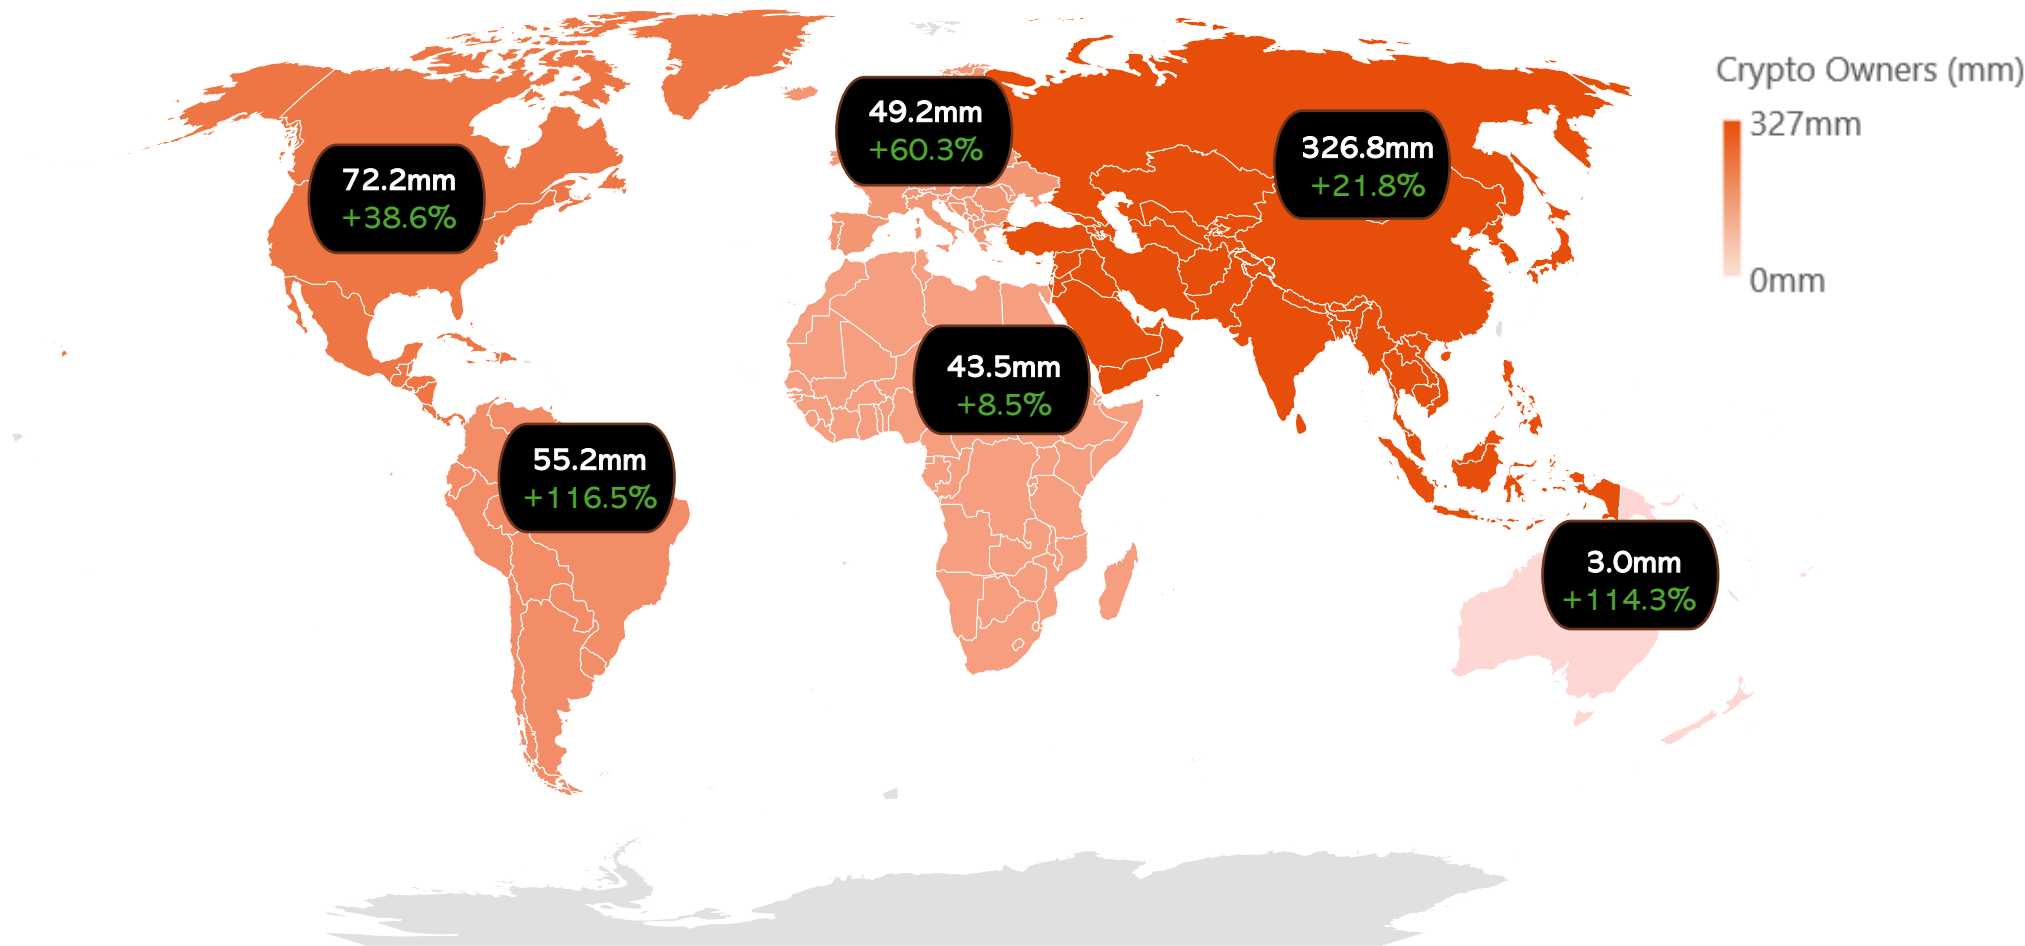 Crypto Owners (mm)
327mm
0mm
49.2mm
+60.3%
326.8mm
+21.8%
72.2mm
+38.6%
43.5mm
+8.5%
55.2mm
+116.5%
3.0mm
+114.3%